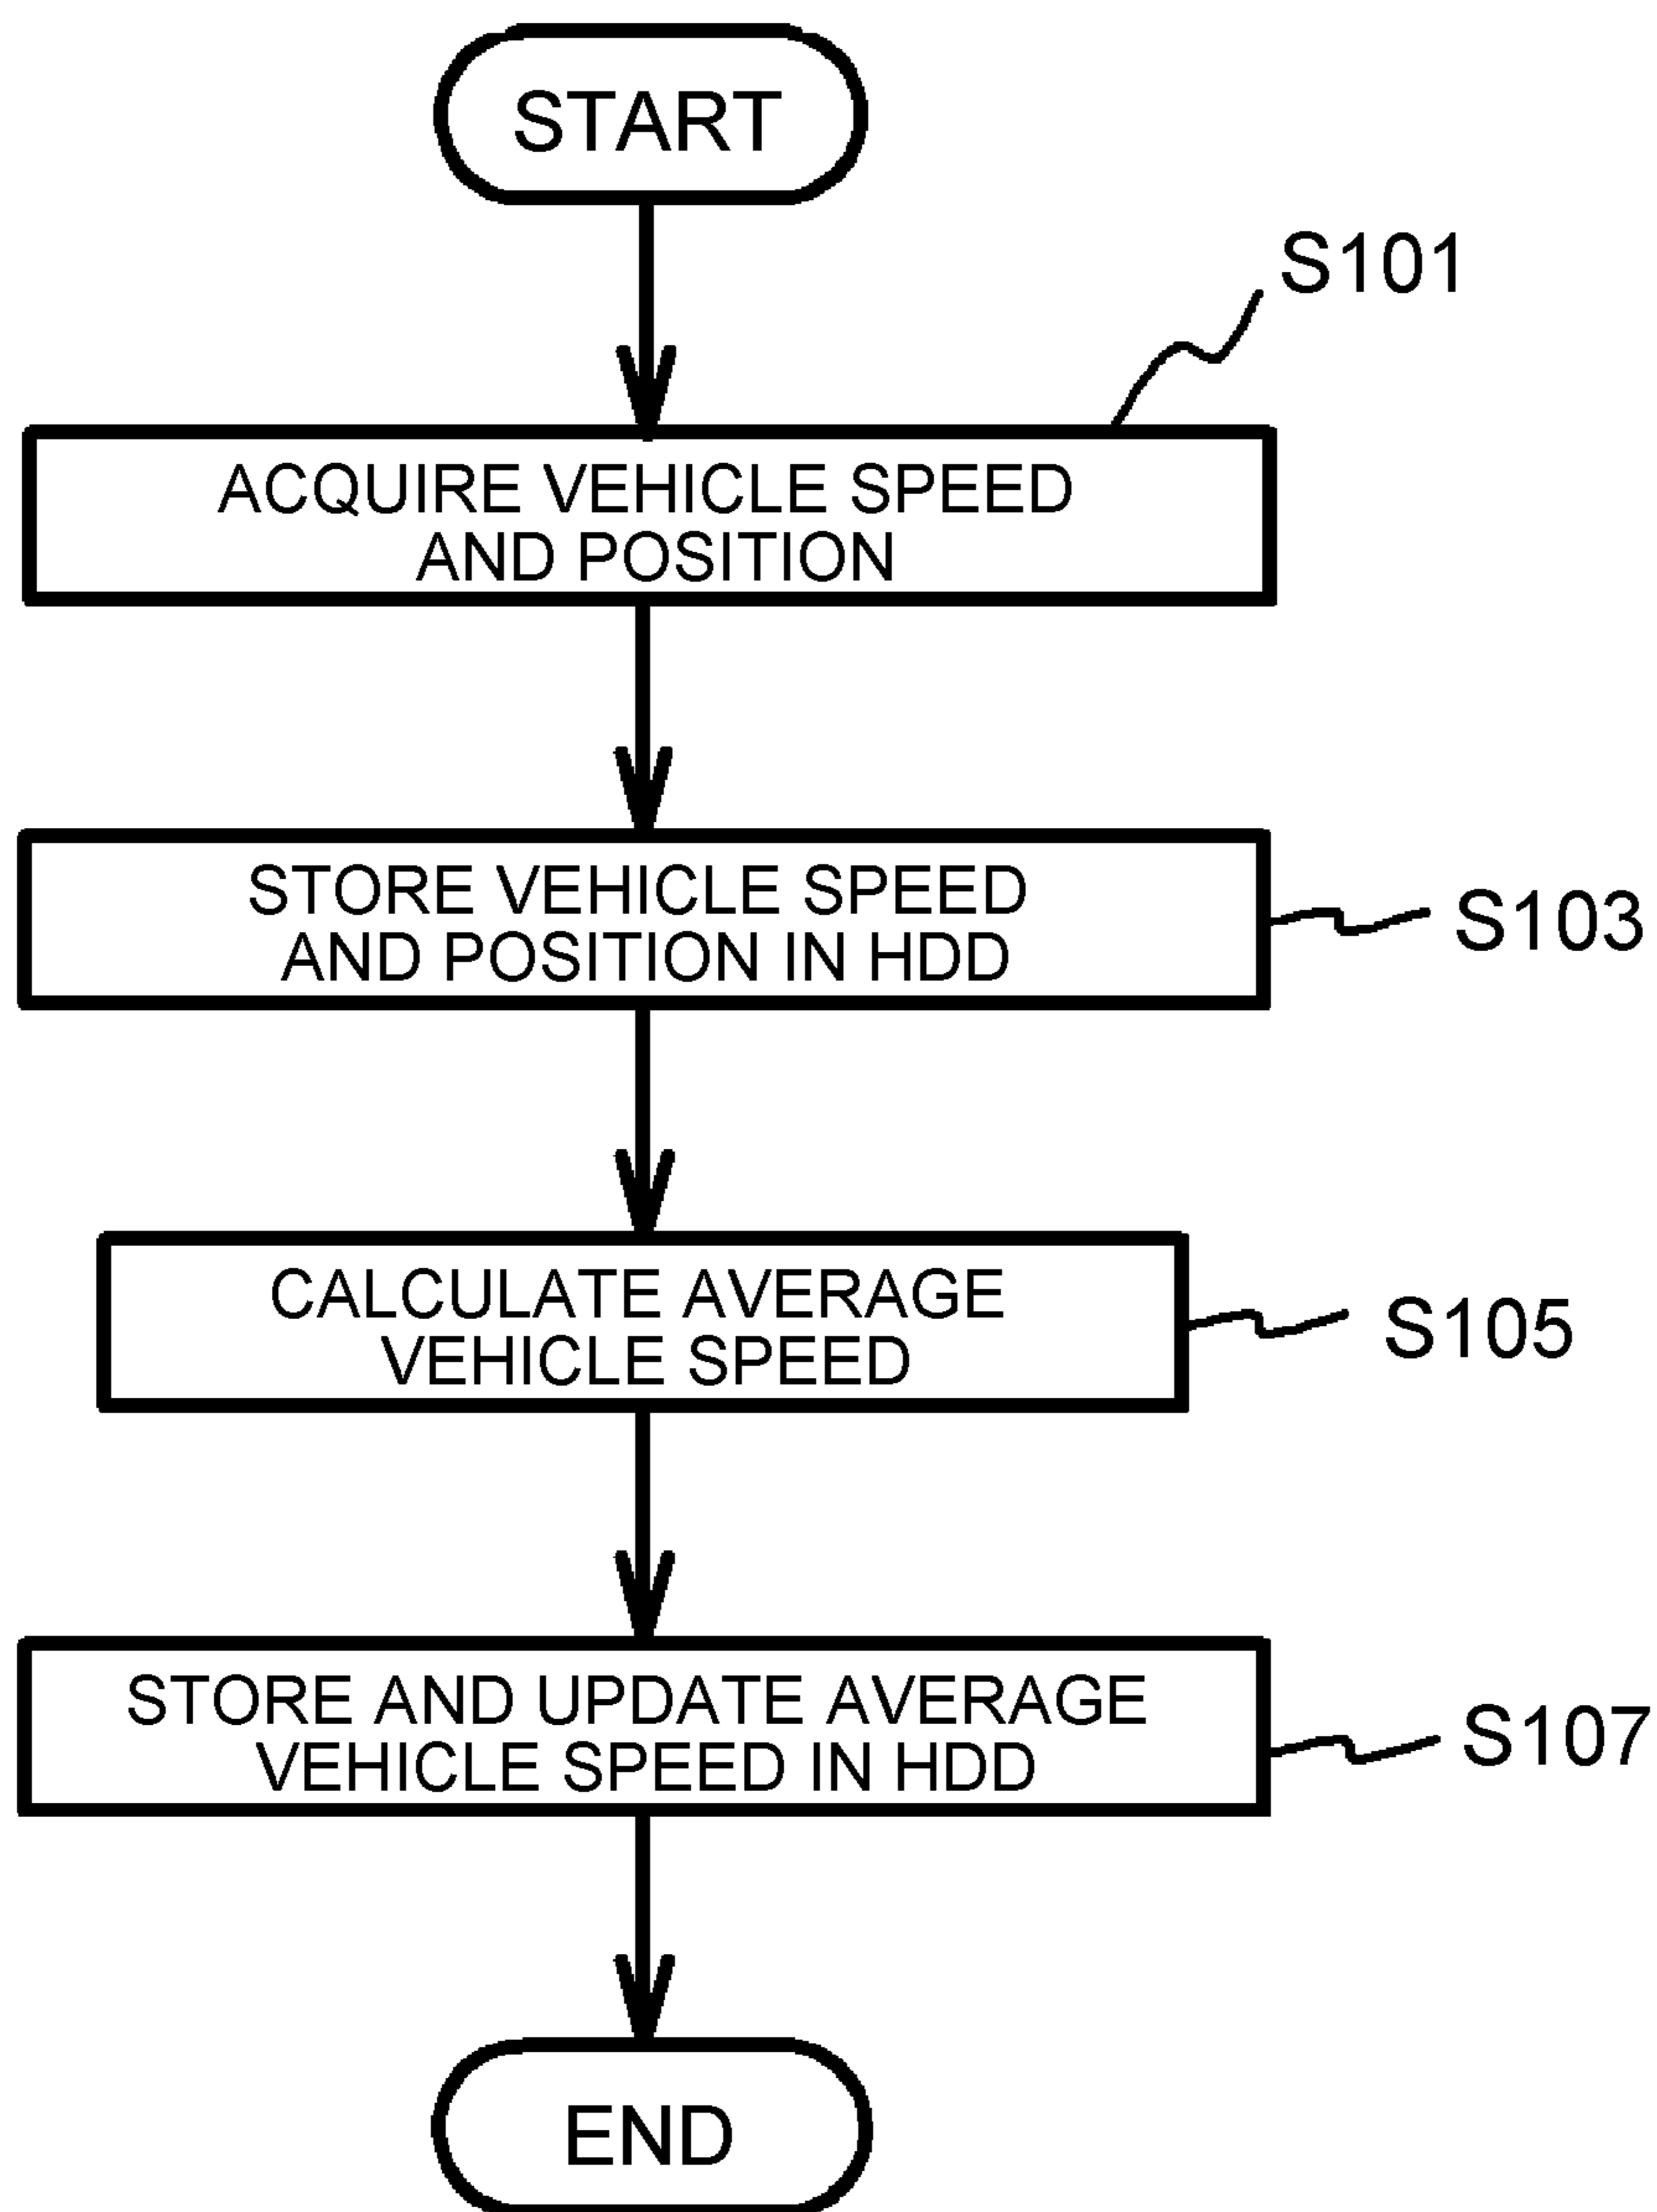 START
S101
ACQUIRE VEHICLE SPEED
AND POSITION
STORE VEHICLE SPEED
AND POSITION IN HDD
S103
CALCULATE AVERAGE
VEHICLE SPEED
S105
STORE AND UPDATE AVERAGE
VEHICLE SPEED IN HDD
S107
END